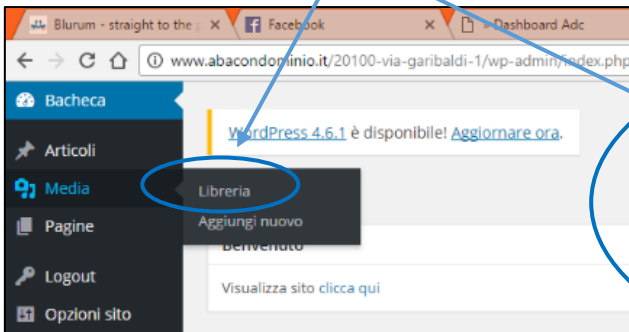 Blurum - straight to the p
Facebook
» Dashboard Adc
www.abacondominio.it/20100-via-garibaldi-1/wp-admin/index.php
Bacheca
WordPress 4.6.1 è disponibile! Aggiornare ora.
Articoli
Media
Libreria
Pagine
Aggiungi nuovo
Benvenuto
Logout
Visualizza sito clicca qui
Opzioni sito